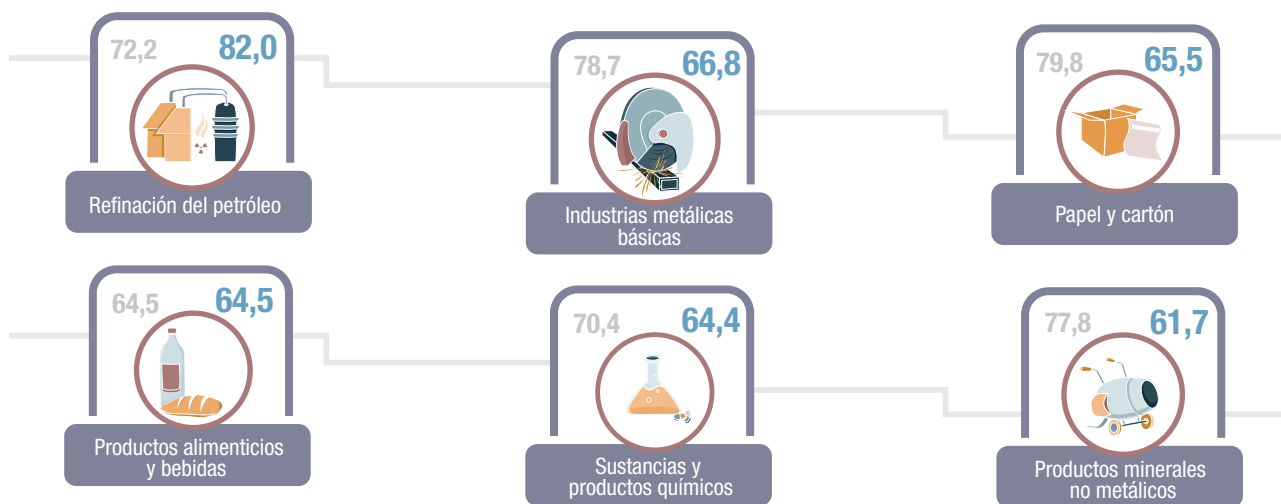 72,2 82,0
Refinación del petróleo
78,7 66,8
Industrias metálicas
básicas
79,8 65,5
Papel y cartón
64,5 64,5
Productos alimenticios
y bebidas
70,4 64,4
Sustancias y
productos químicos
77,8 61,7
Productos minerales
no metálicos